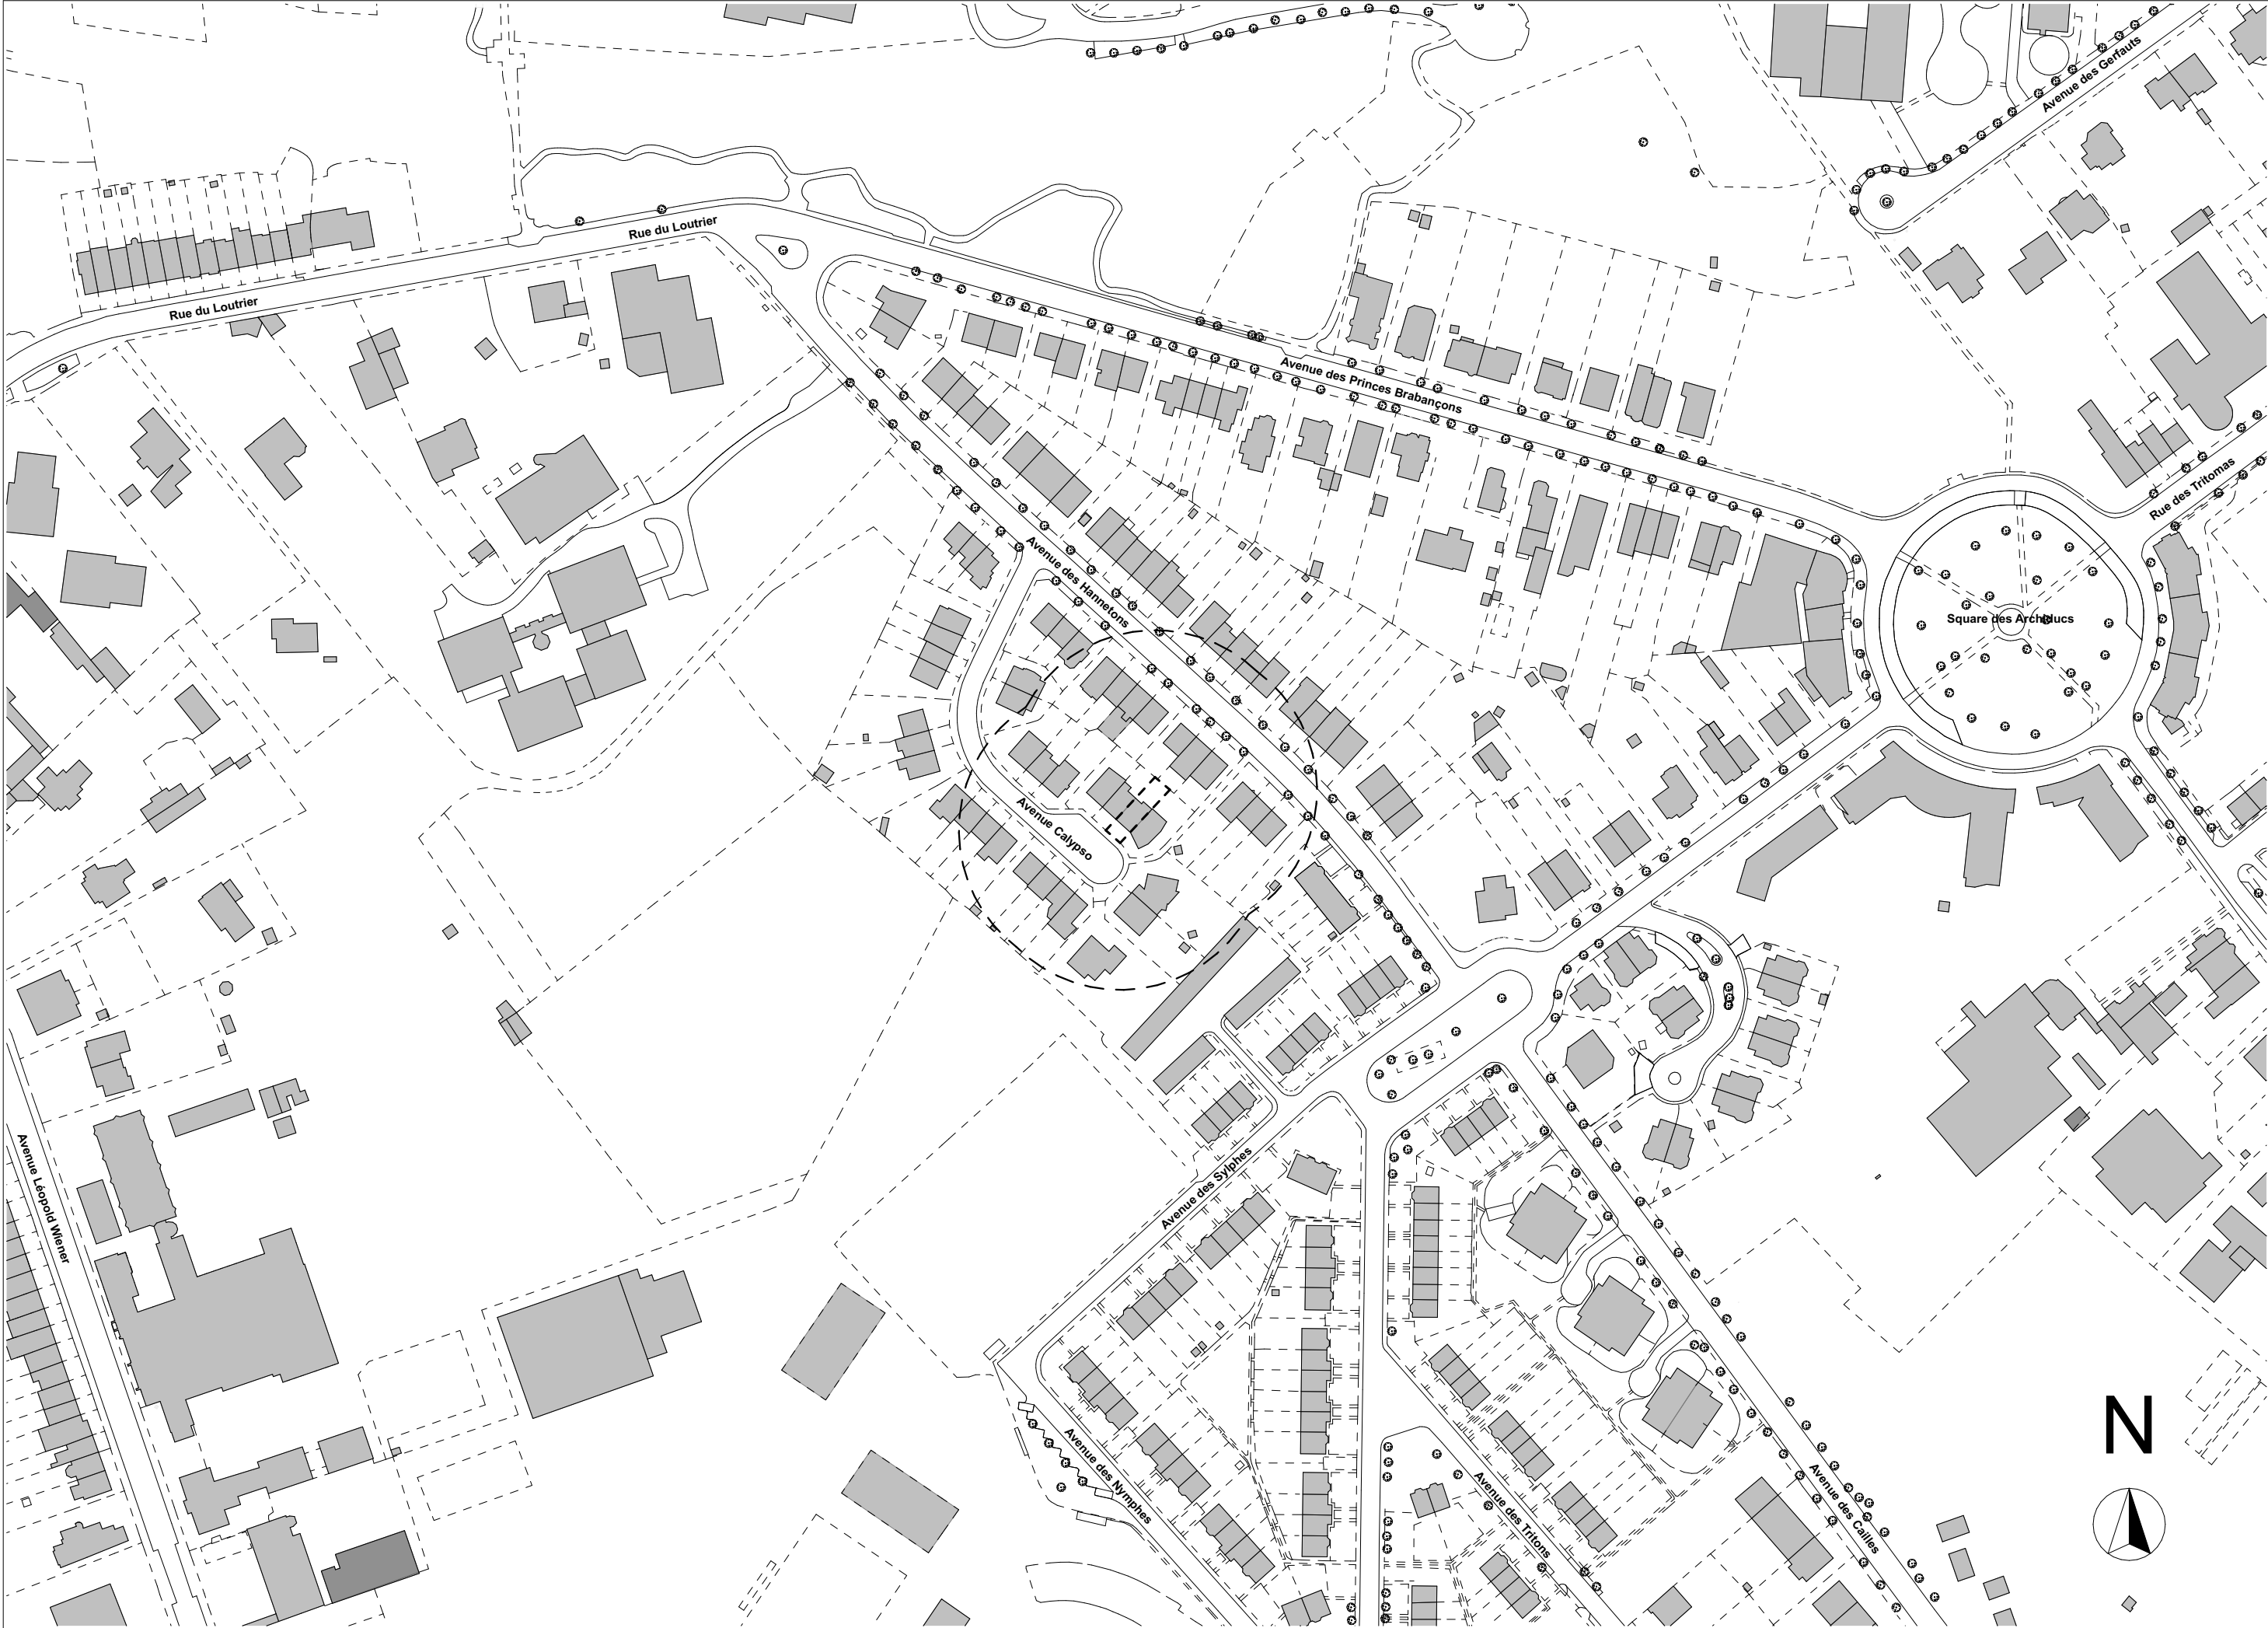 Avenue des Gerfauts
Rue du Loutrier
Rue du Loutrier
Avenue des Princes Brabançons
Rue des Tritomas
Avenue des Hannetons
Square des Archiducs
Avenue Calypso
Avenue Léopold Wiener
Avenue des Sylphes
N
Avenue des Nymphes
Avenue des Tritons
Avenue des Cailles